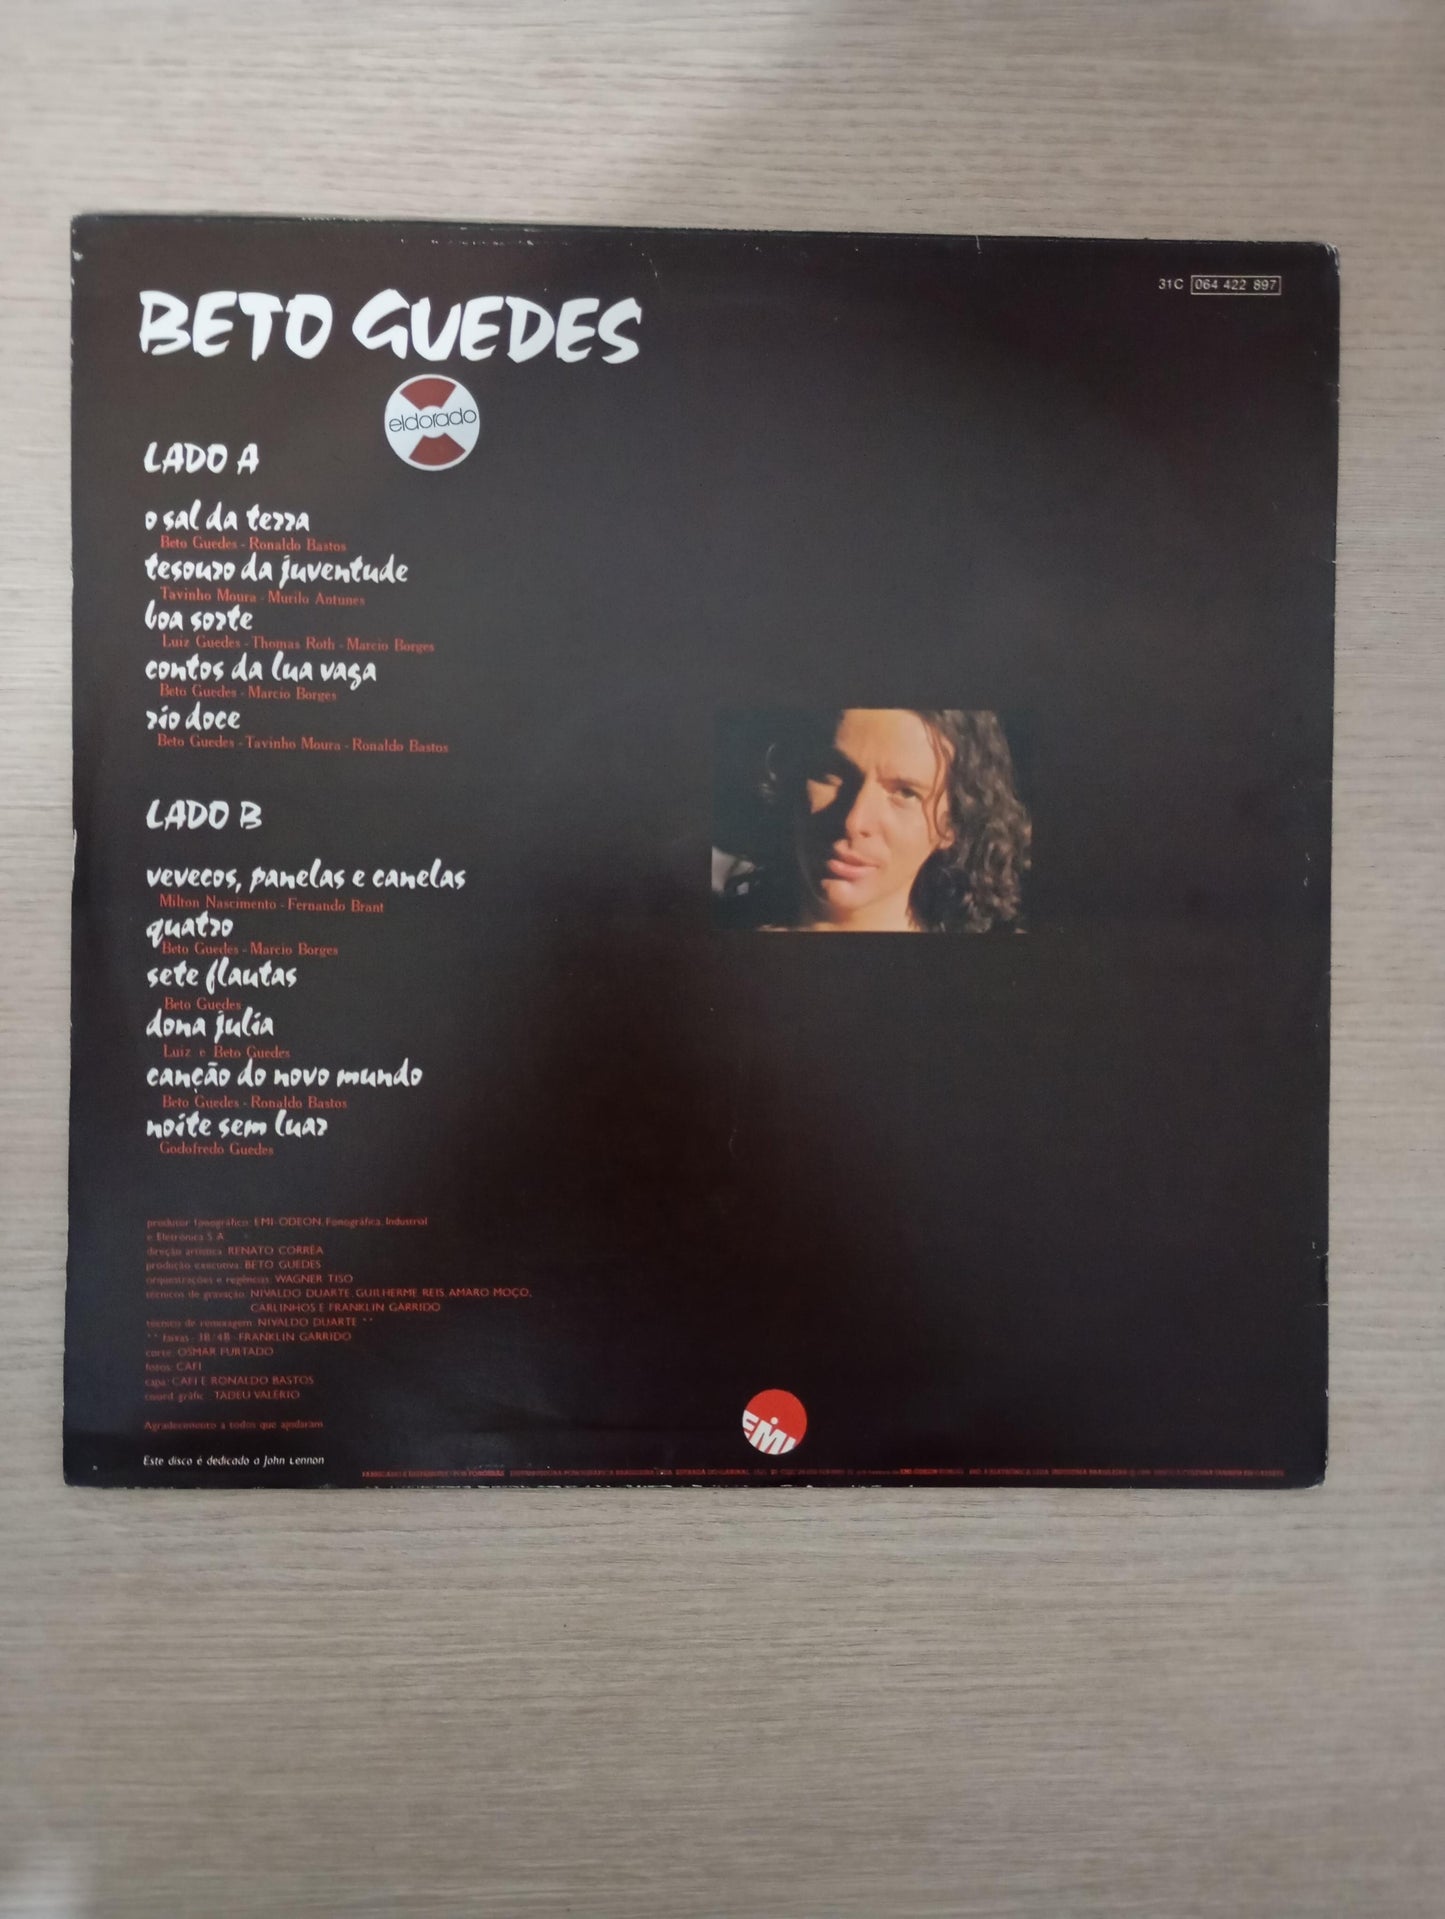 31C 064 422 897
BETO GUEDES
eldorado
LADO A
o sal da terra
Beto Guedes - Ronaldo Bastos
tesouro da juventude
Tavinho Moura - Murilo Antunes
boa sorte
Luiz Guedes - Thomas Roth - Marcio Borges
contos da lua vaga
Beto Guedes - Marcio Borges
rio doce
Beto Guedes - Tavinho Moura - Ronaldo Bastos
LADO B
vevecos, panelas e canelas
Milton Nascimento - Fernando Brant
quatro
Beto Guedes - Marcio Borges
sete flautas
Beto Guedes
dona julia
Luiz e Beto Guedes
canção do novo mundo
Beto Guedes - Ronaldo Bastos
noite sem luar
Godofredo Guedes
produtor fonográfico: EMI-ODEON, Fonográfica, Industrial
e Eletrônica S.A.
direção artística: RENATO CORRÊA
produção executiva: BETO GUEDES
orquestrações e regências: WAGNER TISO
técnicos de gravação: NIVALDO DUARTE, GUILHERME REIS, AMARO MOÇO,
CARLINHOS E FRANKLIN GARRIDO
técnico de remixagem: NIVALDO DUARTE **
** faixas - 3B/4B - FRANKLIN GARRIDO
corte: OSMAR FURTADO
fotos: CAFI
capa: CAFI E RONALDO BASTOS
coord. gráfic.: TADEU VALÉRIO
Agradecimento a todos que ajudaram.
Este disco é dedicado a John Lennon
EMI